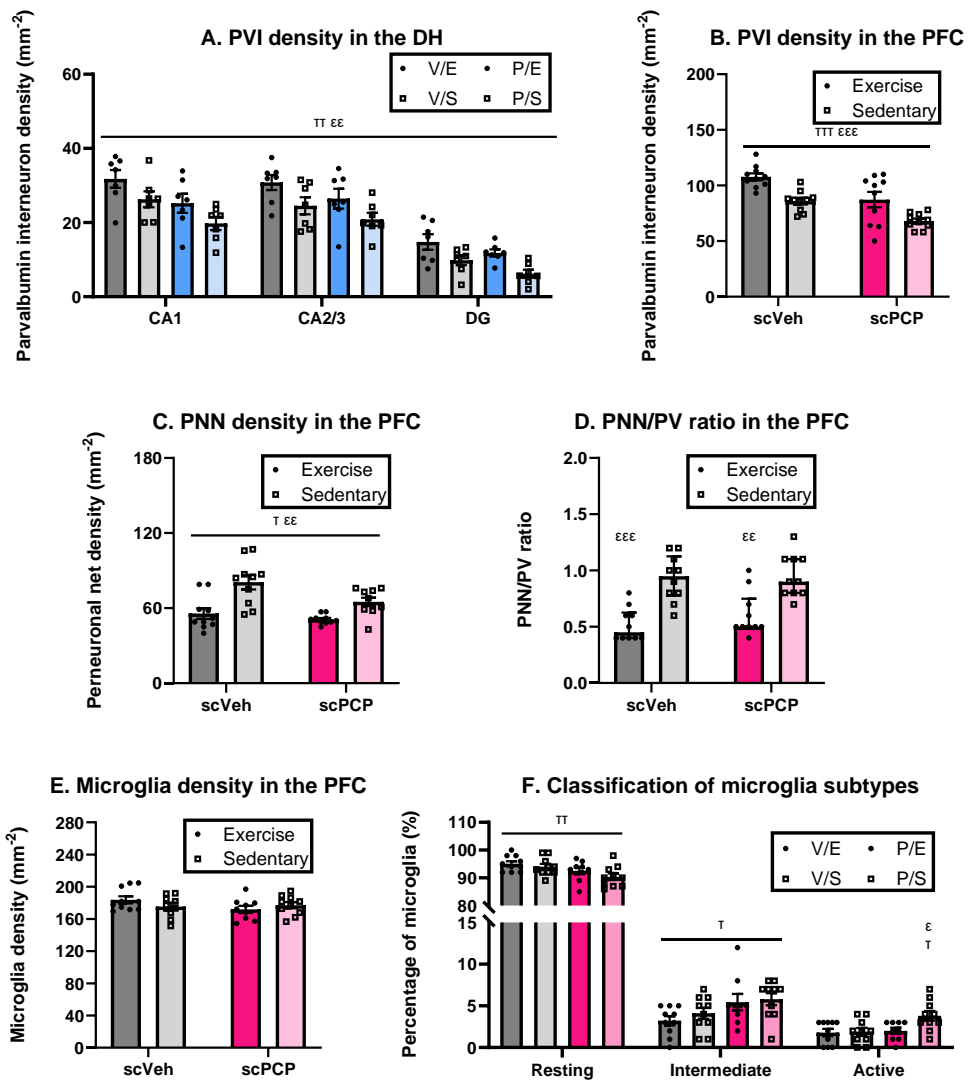 A. PVI density in the DH
V/E P/E
V/S P/S
Parvalbumin interneuron density (mm-2)
60
40
20
0
ττ εε
CA1 CA2/3 DG
B. PVI density in the PFC
Exercise
Sedentary
Parvalbumin interneuron density (mm-2)
200
150
100
50
0
τττ εεε
scVeh scPCP
C. PNN density in the PFC
Exercise
Sedentary
Perneuronal net density (mm-2)
180
120
60
0
τ εε
scVeh scPCP
D. PNN/PV ratio in the PFC
Exercise
Sedentary
PNN/PV ratio
2.0
1.5
1.0
0.5
0.0
εεε εε
scVeh scPCP
E. Microglia density in the PFC
Exercise
Sedentary
Microglia density (mm-2)
280
240
200
160
120
80
40
0
scVeh scPCP
F. Classification of microglia subtypes
V/E P/E
V/S P/S
Percentage of microglia (%)
110
100
90
80
15
10
5
0
ττ
τ
ε
τ
Resting Intermediate Active